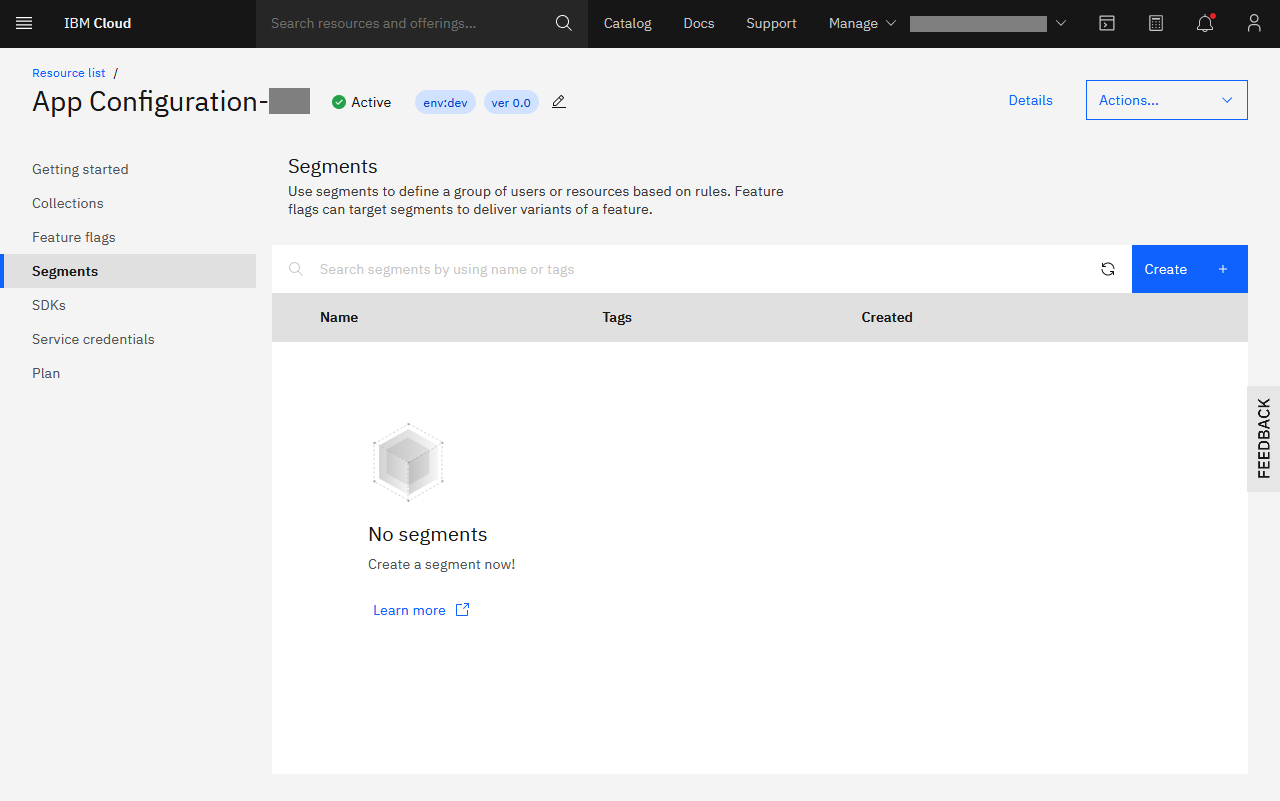 IBM Cloud
Search resources and offerings...
Catalog
Docs
Support
Manage
Resource list /
App Configuration-
Active
env:dev
ver 0.0
Details
Actions...
Getting started
Collections
Feature flags
Segments
SDKs
Service credentials
Plan
Segments
Use segments to define a group of users or resources based on rules. Feature
flags can target segments to deliver variants of a feature.
Search segments by using name or tags
Create +
Name
Tags
Created
No segments
Create a segment now!
Learn more
FEEDBACK